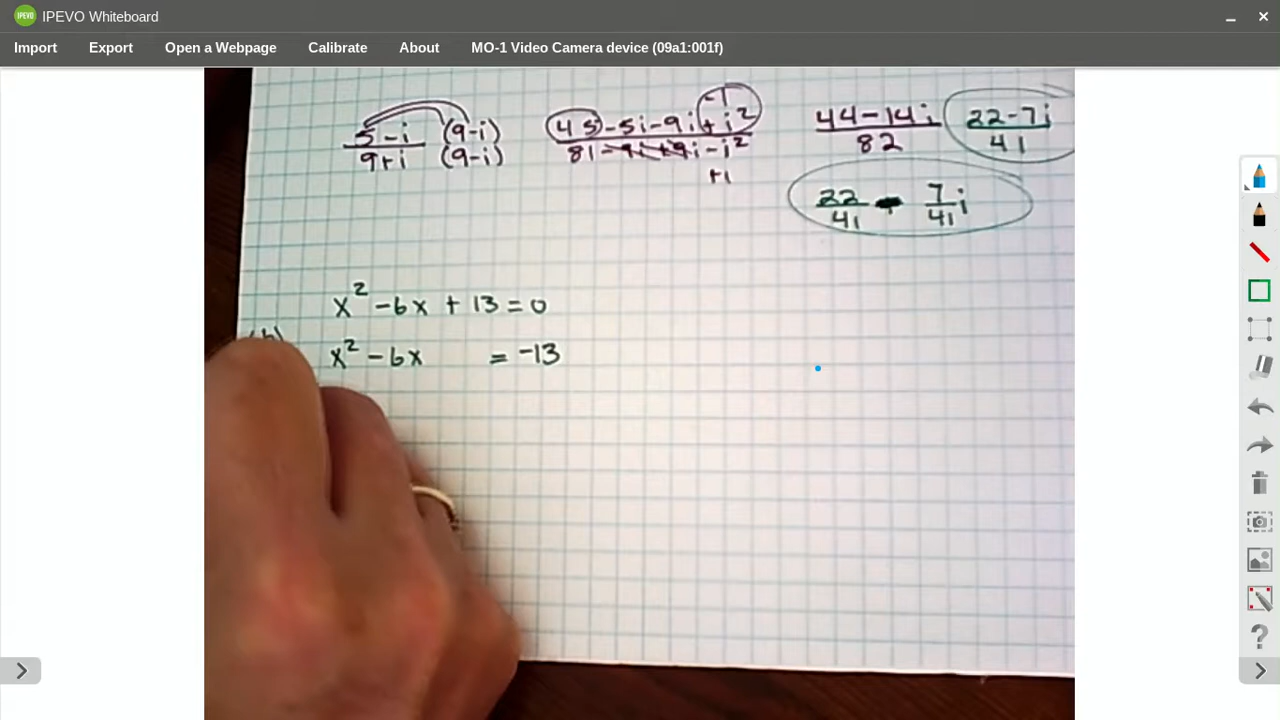 IPEVO Whiteboard
Import Export Open a Webpage Calibrate About MO-1 Video Camera device (09a1:001f)
5-i (9-i)
9+i (9-i)
-1
45-5i-9i+i²
81-9i+9i-i²
+1
44-14i
82
22-7i
41
22
41
7
41
i
x² -6x + 13 = 0
x² -6x = -13